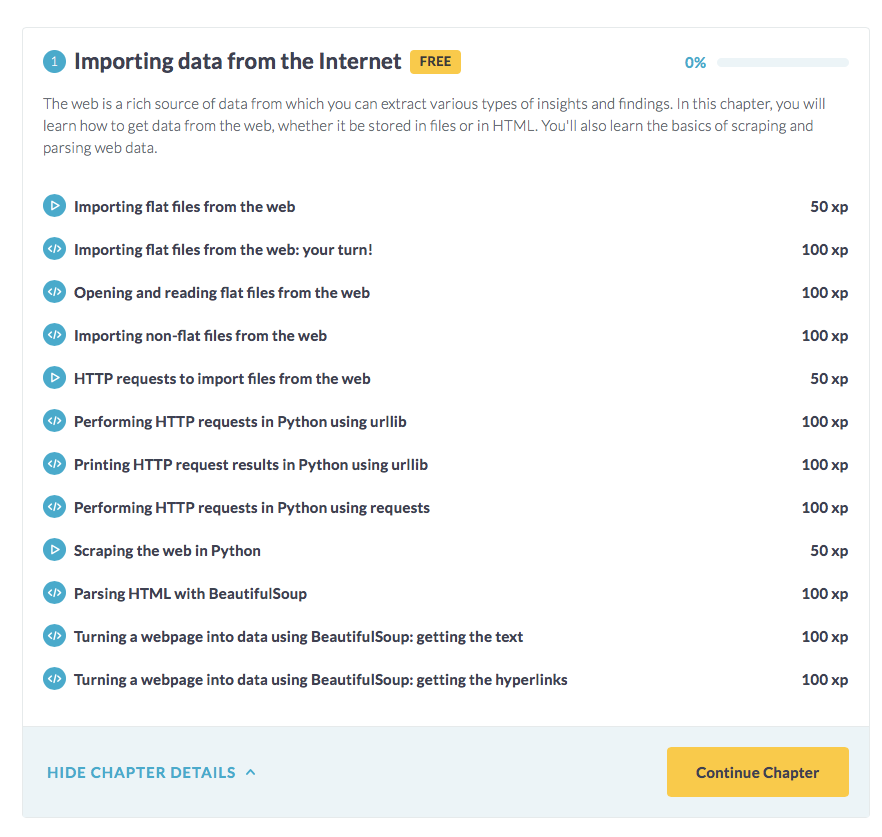 1 Importing data from the Internet FREE 0%
The web is a rich source of data from which you can extract various types of insights and findings. In this chapter, you will
learn how to get data from the web, whether it be stored in files or in HTML. You'll also learn the basics of scraping and
parsing web data.
Importing flat files from the web 50 xp
Importing flat files from the web: your turn! 100 xp
Opening and reading flat files from the web 100 xp
Importing non-flat files from the web 100 xp
HTTP requests to import files from the web 50 xp
Performing HTTP requests in Python using urllib 100 xp
Printing HTTP request results in Python using urllib 100 xp
Performing HTTP requests in Python using requests 100 xp
Scraping the web in Python 50 xp
Parsing HTML with BeautifulSoup 100 xp
Turning a webpage into data using BeautifulSoup: getting the text 100 xp
Turning a webpage into data using BeautifulSoup: getting the hyperlinks 100 xp
HIDE CHAPTER DETAILS Continue Chapter